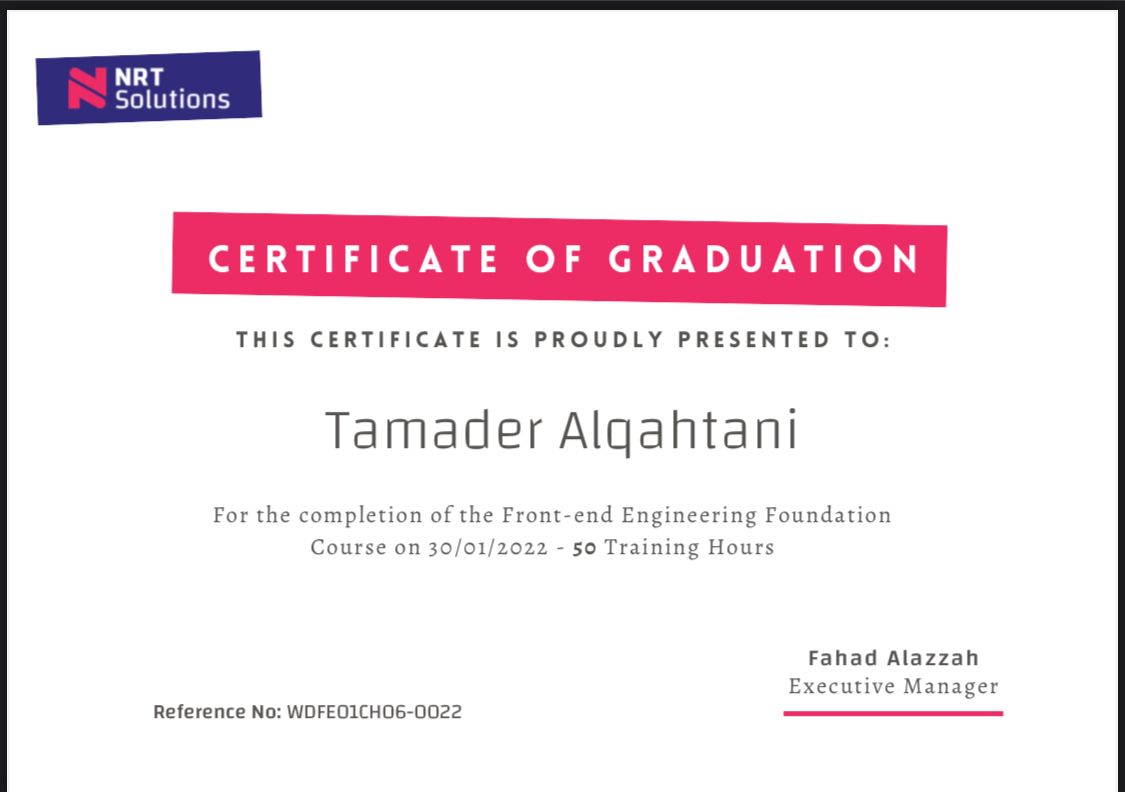 NRT
Solutions
CERTIFICATE OF GRADUATION
THIS CERTIFICATE IS PROUDLY PRESENTED TO:
Tamader Alqahtani
For the completion of the Front-end Engineering Foundation
Course on 30/01/2022 - 50 Training Hours
Fahad Alazzah
Executive Manager
Reference No: WDFE01CH06-0022